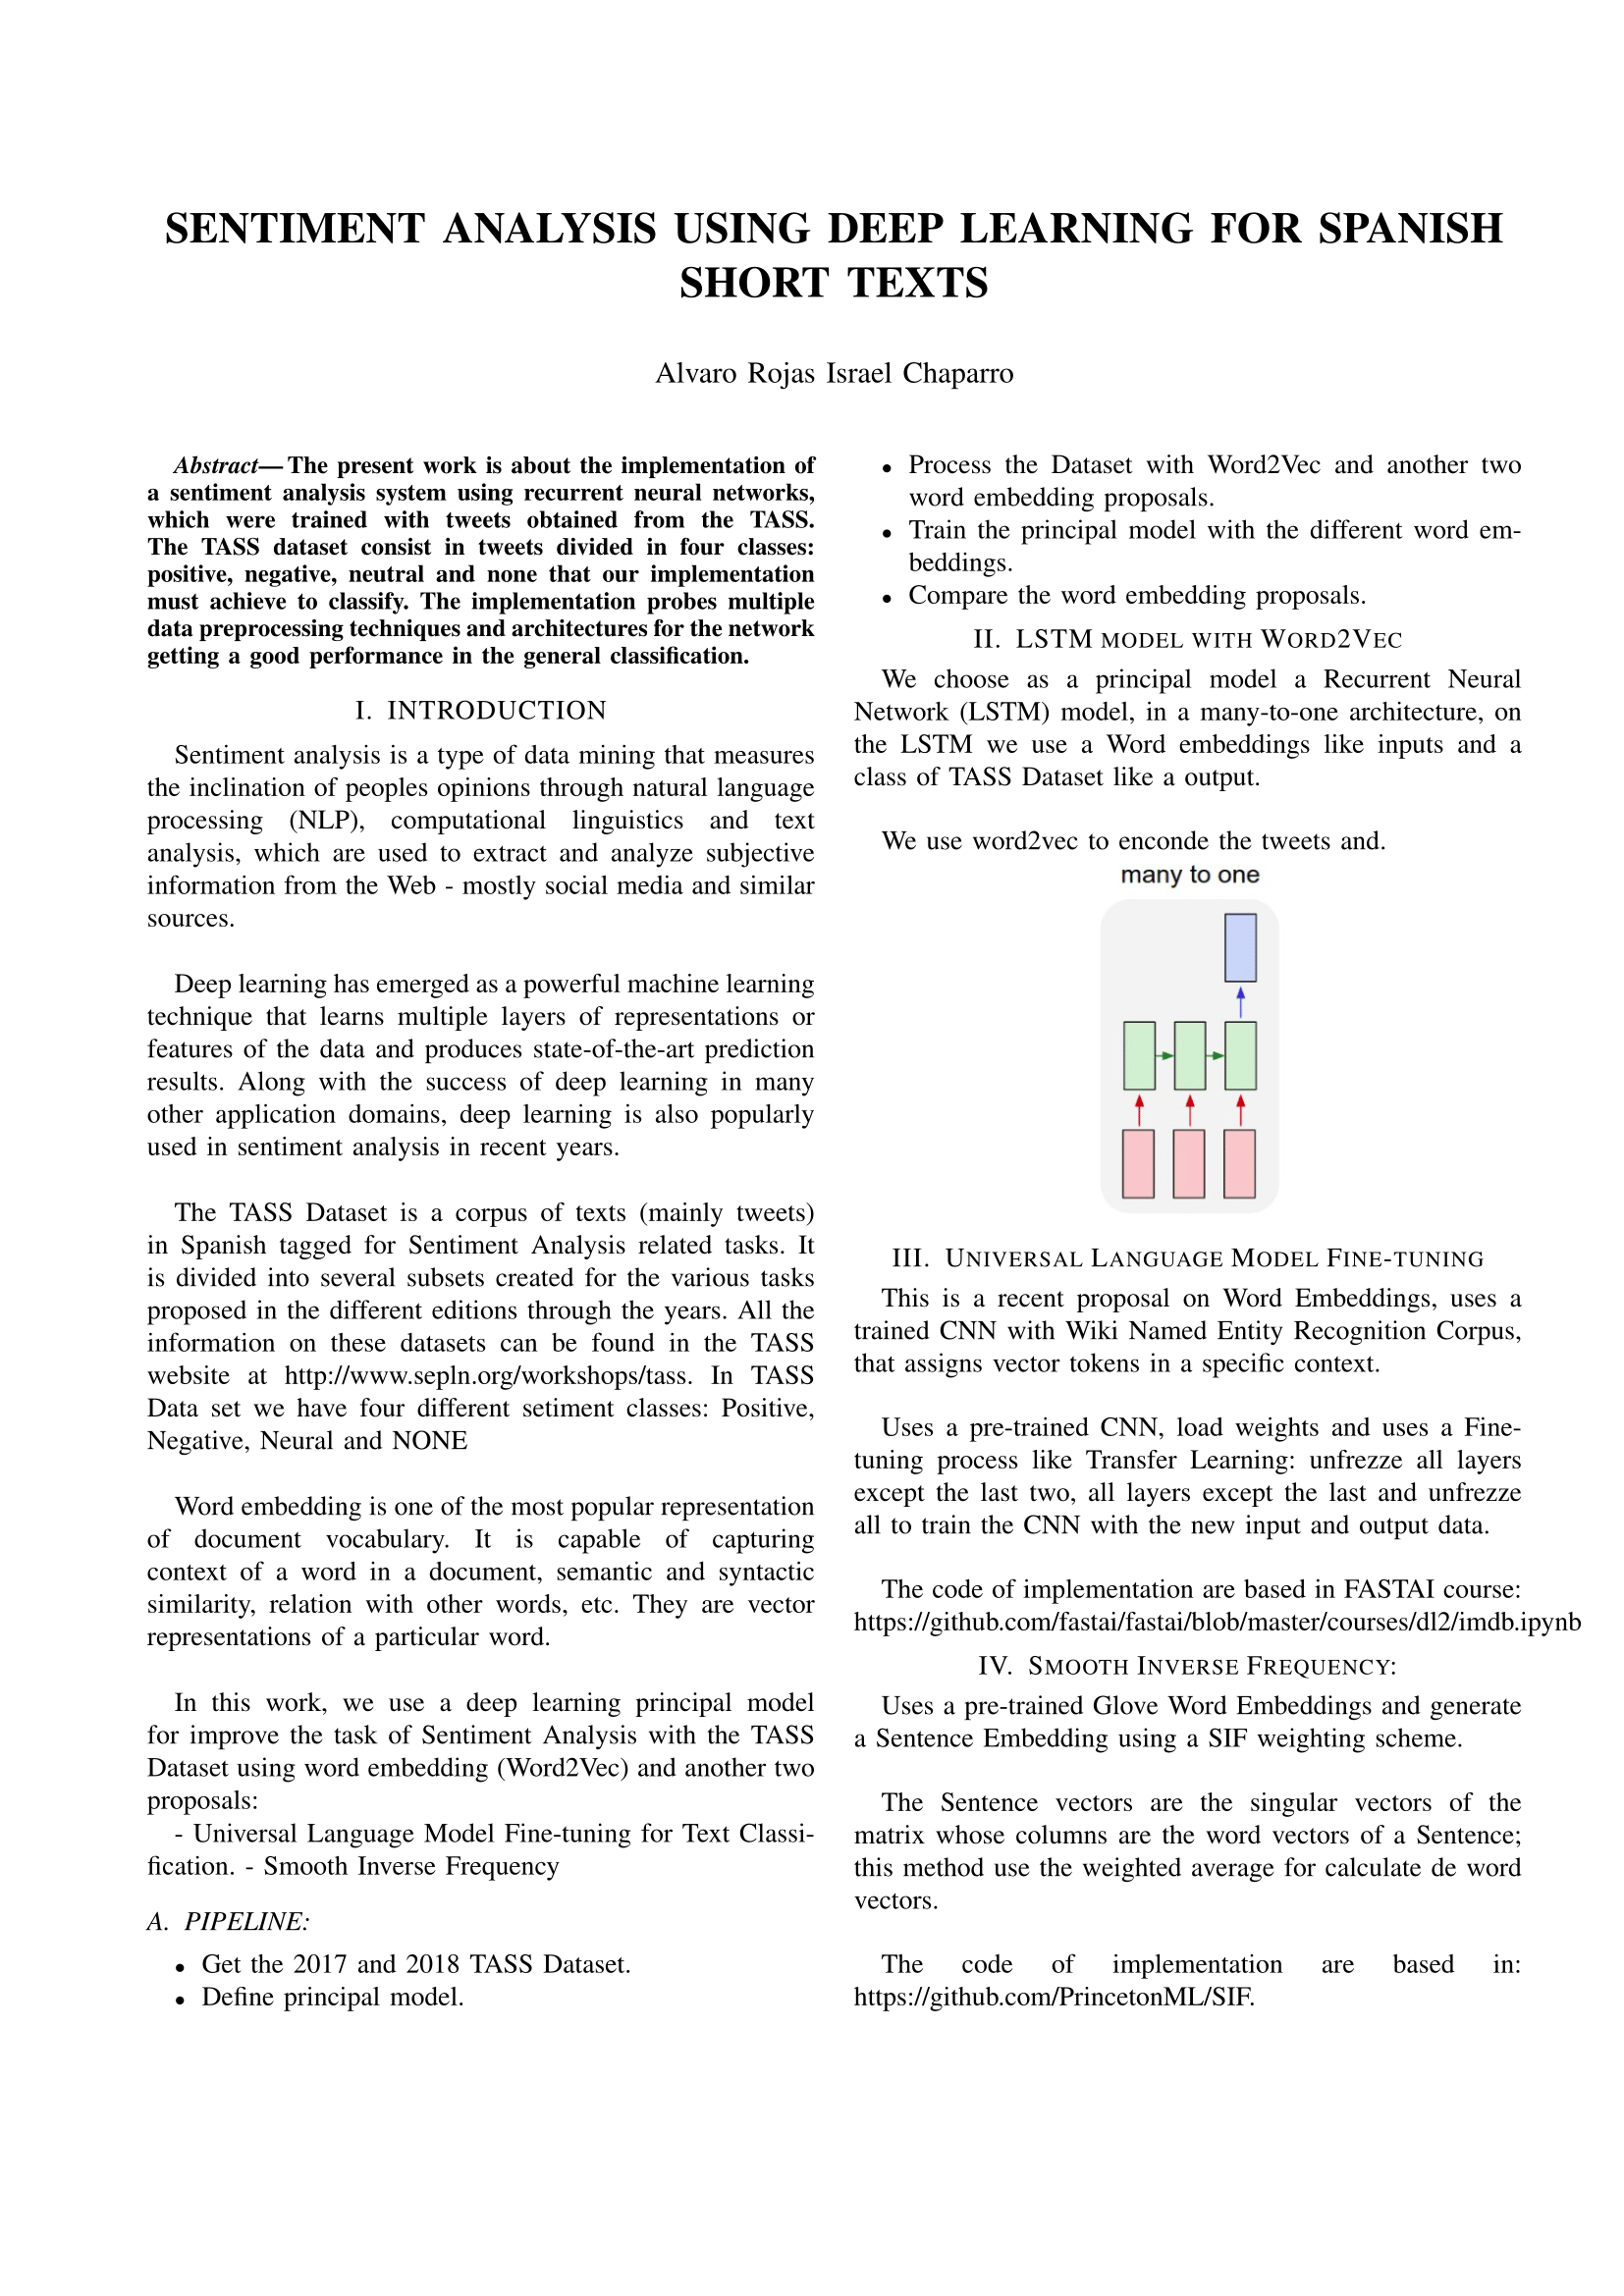 SENTIMENT ANALYSIS USING DEEP LEARNING FOR SPANISH
SHORT TEXTS
Alvaro Rojas Israel Chaparro
Abstract— The present work is about the implementation of
a sentiment analysis system using recurrent neural networks,
which were trained with tweets obtained from the TASS.
The TASS dataset consist in tweets divided in four classes:
positive, negative, neutral and none that our implementation
must achieve to classify. The implementation probes multiple
data preprocessing techniques and architectures for the network
getting a good performance in the general classification.
I. INTRODUCTION
Sentiment analysis is a type of data mining that measures
the inclination of peoples opinions through natural language
processing (NLP), computational linguistics and text
analysis, which are used to extract and analyze subjective
information from the Web - mostly social media and similar
sources.
Deep learning has emerged as a powerful machine learning
technique that learns multiple layers of representations or
features of the data and produces state-of-the-art prediction
results. Along with the success of deep learning in many
other application domains, deep learning is also popularly
used in sentiment analysis in recent years.
The TASS Dataset is a corpus of texts (mainly tweets)
in Spanish tagged for Sentiment Analysis related tasks. It
is divided into several subsets created for the various tasks
proposed in the different editions through the years. All the
information on these datasets can be found in the TASS
website at http://www.sepln.org/workshops/tass. In TASS
Data set we have four different setiment classes: Positive,
Negative, Neural and NONE
Word embedding is one of the most popular representation
of document vocabulary. It is capable of capturing
context of a word in a document, semantic and syntactic
similarity, relation with other words, etc. They are vector
representations of a particular word.
In this work, we use a deep learning principal model
for improve the task of Sentiment Analysis with the TASS
Dataset using word embedding (Word2Vec) and another two
proposals:
- Universal Language Model Fine-tuning for Text Classi-
fication. - Smooth Inverse Frequency
A. PIPELINE:
• Get the 2017 and 2018 TASS Dataset.
• Define principal model.
• Process the Dataset with Word2Vec and another two
word embedding proposals.
• Train the principal model with the different word em-
beddings.
• Compare the word embedding proposals.
II. LSTM MODEL WITH WORD2VEC
We choose as a principal model a Recurrent Neural
Network (LSTM) model, in a many-to-one architecture, on
the LSTM we use a Word embeddings like inputs and a
class of TASS Dataset like a output.
We use word2vec to enconde the tweets and.
many to one
III. UNIVERSAL LANGUAGE MODEL FINE-TUNING
This is a recent proposal on Word Embeddings, uses a
trained CNN with Wiki Named Entity Recognition Corpus,
that assigns vector tokens in a specific context.
Uses a pre-trained CNN, load weights and uses a Fine-
tuning process like Transfer Learning: unfrezze all layers
except the last two, all layers except the last and unfrezze
all to train the CNN with the new input and output data.
The code of implementation are based in FASTAI course:
https://github.com/fastai/fastai/blob/master/courses/dl2/imdb.ipynb
IV. SMOOTH INVERSE FREQUENCY:
Uses a pre-trained Glove Word Embeddings and generate
a Sentence Embedding using a SIF weighting scheme.
The Sentence vectors are the singular vectors of the
matrix whose columns are the word vectors of a Sentence;
this method use the weighted average for calculate de word
vectors.
The code of implementation are based in:
https://github.com/PrincetonML/SIF.